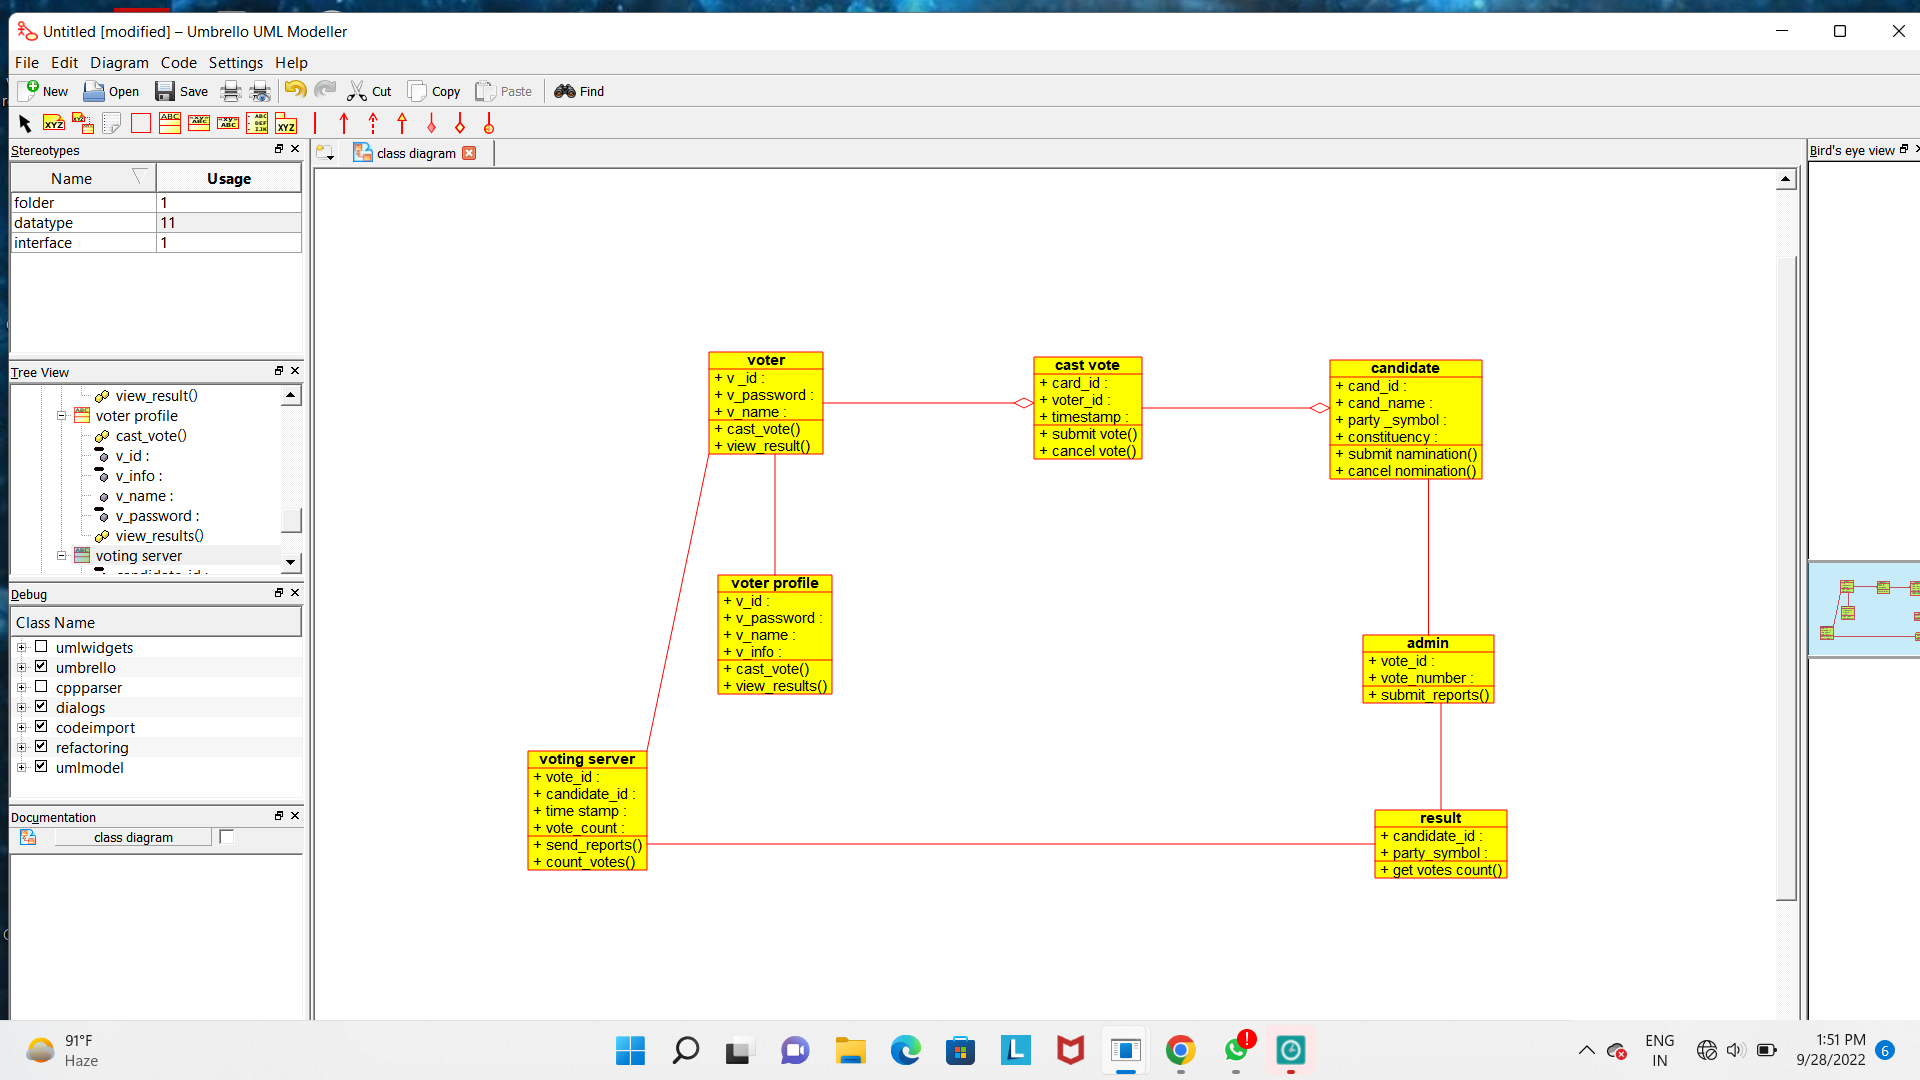 Untitled [modified] – Umbrello UML Modeller
File Edit Diagram Code Settings Help
New Open Save Cut Copy Paste Find
Stereotypes
class diagram
Bird's eye view
Name Usage
folder 1
datatype 11
interface 1
Tree View
view_result()
voter profile
cast_vote()
v_id :
v_info :
v_name :
v_password :
view_results()
voting server
candidate_id :
Debug
Class Name
umlwidgets
umbrello
cppparser
dialogs
codeimport
refactoring
umlmodel
Documentation
class diagram
voter
+ v _id :
+ v_password :
+ v_name :
+ cast_vote()
+ view_result()
cast vote
+ card_id :
+ voter_id :
+ timestamp :
+ submit vote()
+ cancel vote()
candidate
+ cand_id :
+ cand_name :
+ party _symbol :
+ constituency :
+ submit namination()
+ cancel nomination()
voter profile
+ v_id :
+ v_password :
+ v_name :
+ v_info :
+ cast_vote()
+ view_results()
admin
+ vote_id :
+ vote_number :
+ submit_reports()
voting server
+ vote_id :
+ candidate_id :
+ time stamp :
+ vote_count :
+ send_reports()
+ count_votes()
result
+ candidate_id :
+ party_symbol :
+ get votes count()
91°F
Haze
ENG
IN
1:51 PM
9/28/2022
6